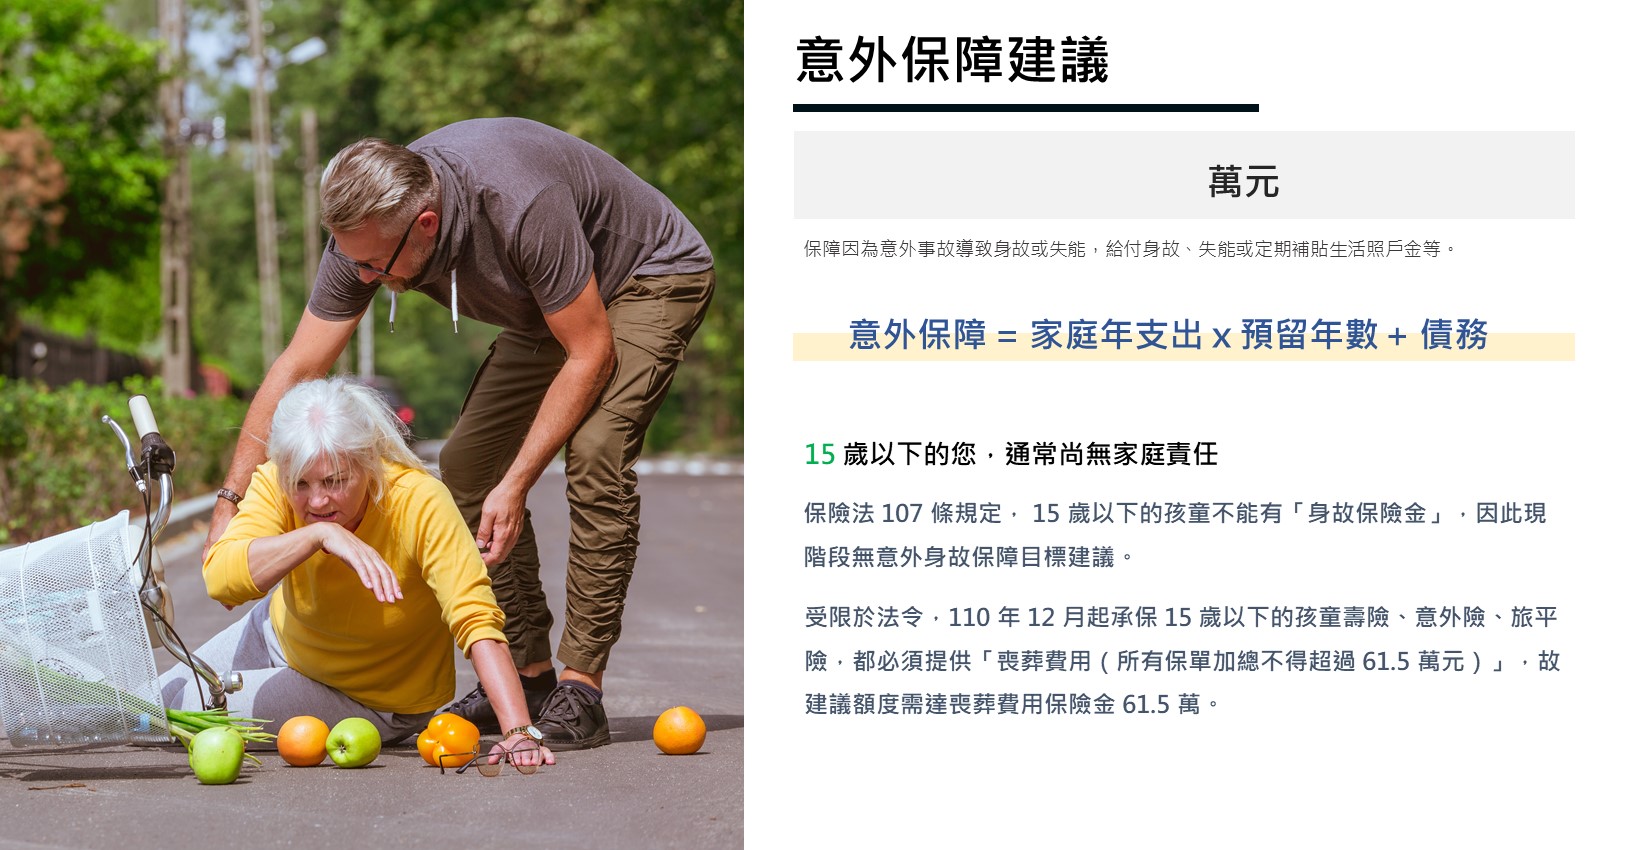 意外保障建議
萬元
保障因為意外事故導致身故或失能，給付身故、失能或定期補貼生活照戶金等。
意外保障 = 家庭年支出 x 預留年數 + 債務
15 歲以下的您，通常尚無家庭責任
保險法 107 條規定， 15 歲以下的孩童不能有「身故保險金」，因此現
階段無意外身故保障目標建議。
受限於法令，110 年 12 月起承保 15 歲以下的孩童壽險、意外險、旅平
險，都必須提供「喪葬費用 ( 所有保單加總不得超過 61.5 萬元 ) 」，故
建議額度需達喪葬費用保險金 61.5 萬。